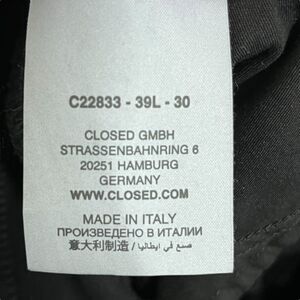 C22833 - 39L - 30
CLOSED GMBH
STRASSENBAHNRING 6
20251 HAMBURG
GERMANY
WWW.CLOSED.COM
MADE IN ITALY
ПРОИЗВЕДЕНО В ИТАЛИИ
意大利制造 / صنع في ايطاليا